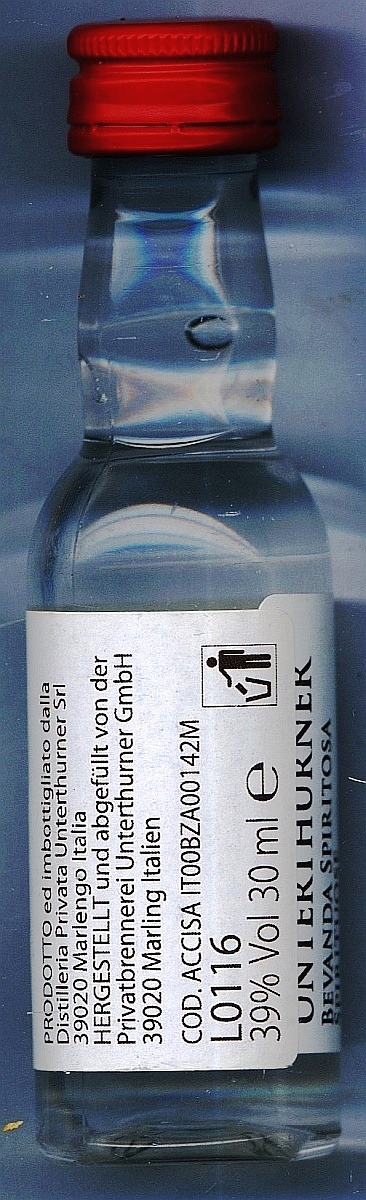 PRODOTTO ed imbottigliato dalla
Distilleria Privata Unterthurner Srl
39020 Marlengo Italia
HERGESTELLT und abgefüllt von der
Privatbrennerei Unterthurner GmbH
39020 Marling Italien
COD. ACCISA IT00BZA00142M
L0116
39% Vol 30 ml e
UNTERTHURNER
BEVANDA SPIRITOSA